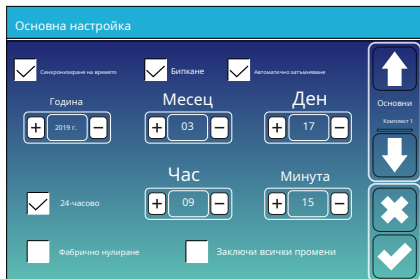 Основна настройка
Синхронизиране на времето
Бипкане
Автоматично затъмняване
Година
Месец
Ден
+ 2019 г. −
+ 03 −
+ 17 −
Основни
Комплект 1
Час
Минута
24-часово
+ 09 −
+ 15 −
Фабрично нулиране
Заключи всички промени